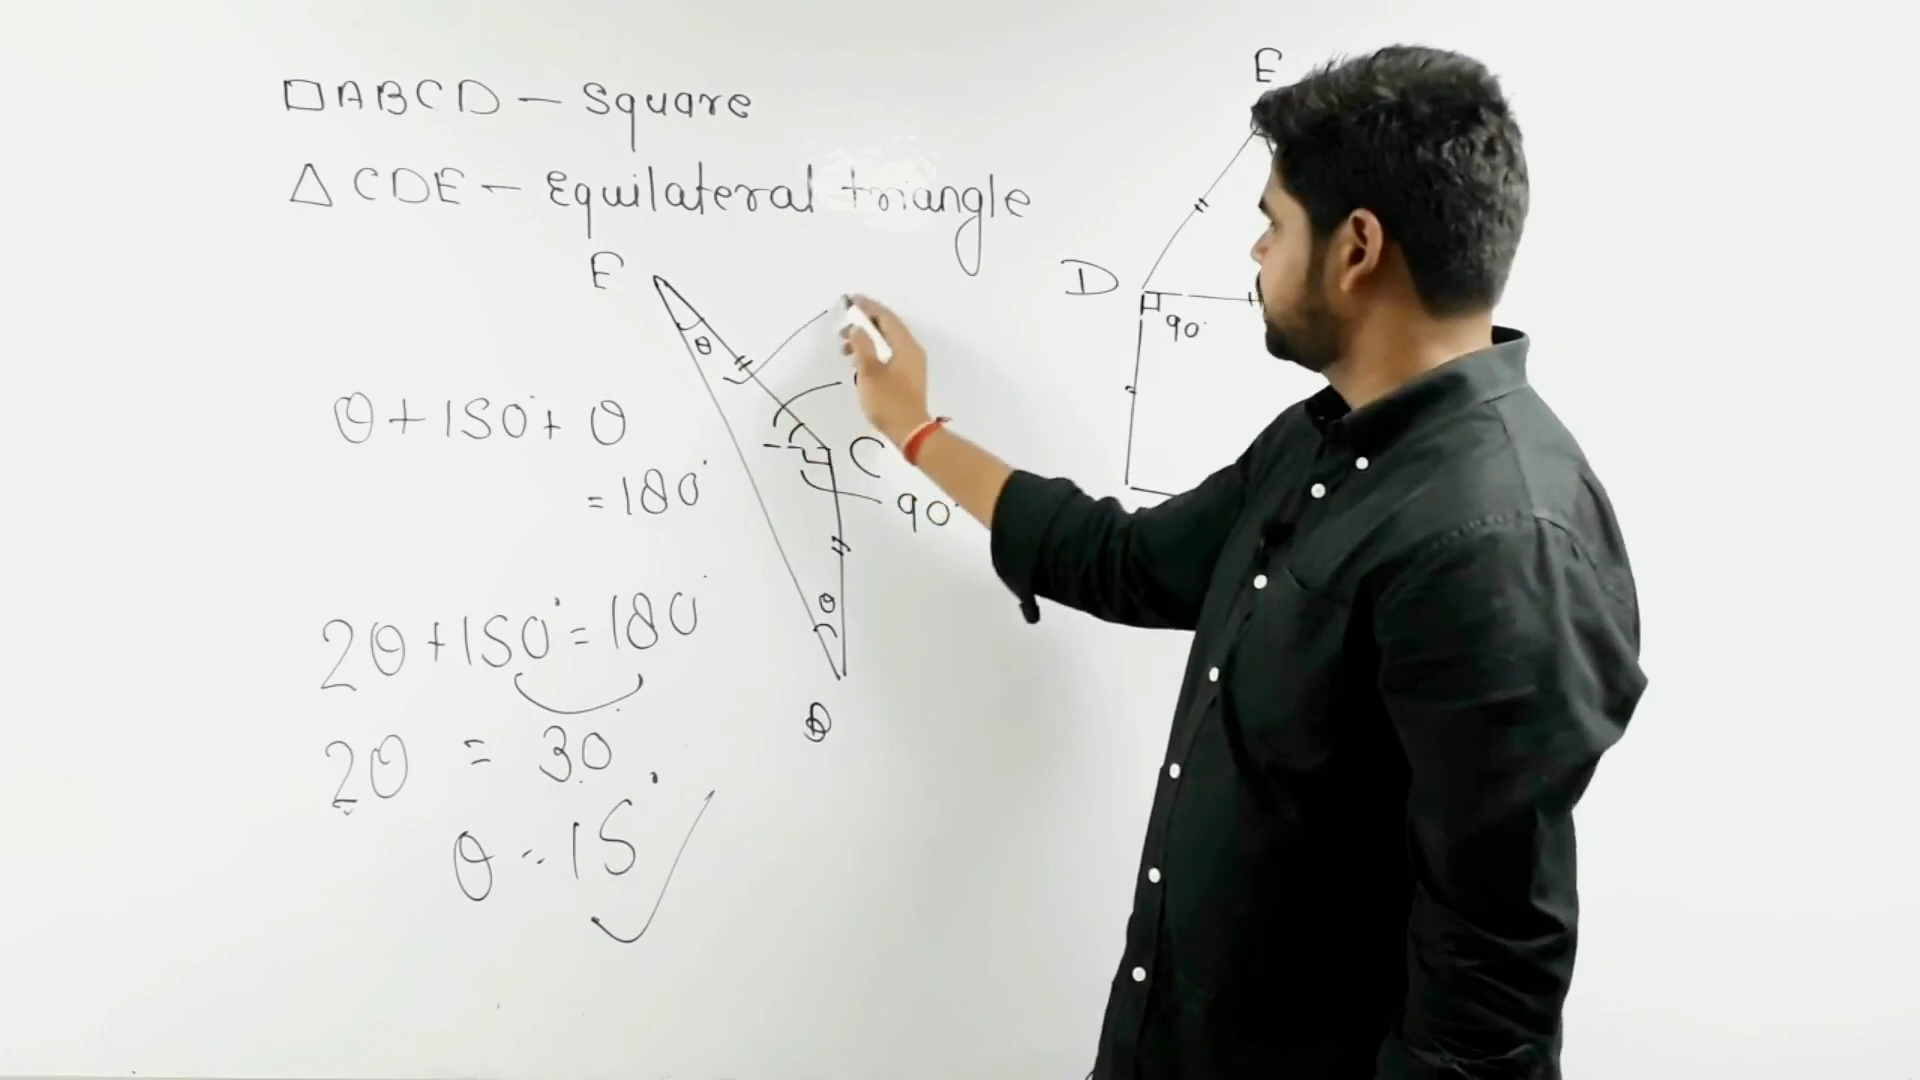 □ABCD - Square
△ CDE - Equilateral triangle
E
θ
C
90°
θ
B
θ + 150° + θ
= 180°
2θ + 150° = 180°
2θ = 30
θ = 15°
E
D
90°